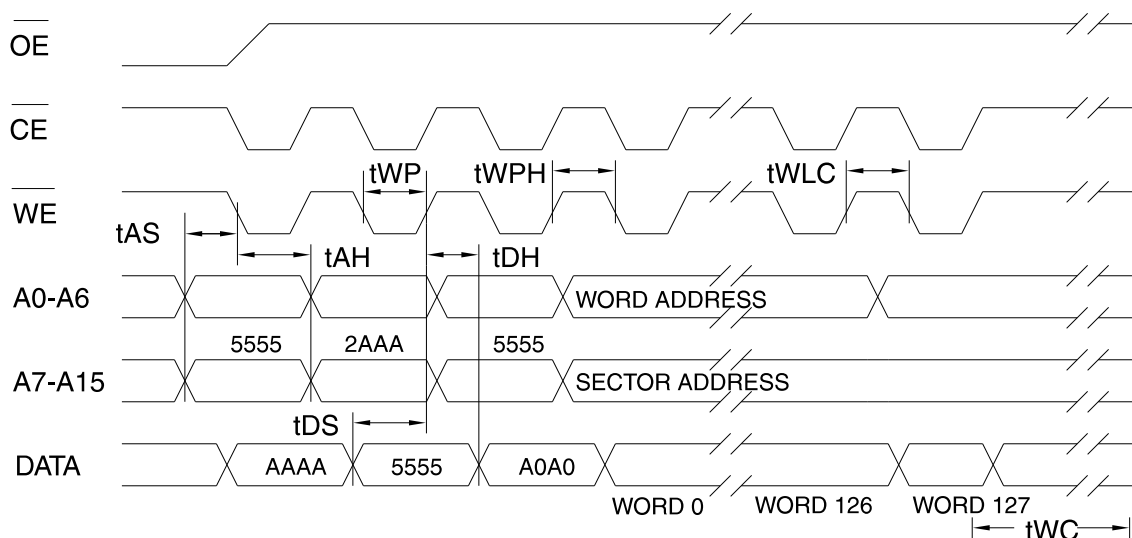 OE
CE
tWP tWPH tWLC
WE
tAS
tAH tDH
A0-A6 WORD ADDRESS
5555 2AAA 5555
A7-A15 SECTOR ADDRESS
tDS
DATA AAAA 5555 A0A0
WORD 0 WORD 126 WORD 127
tWC